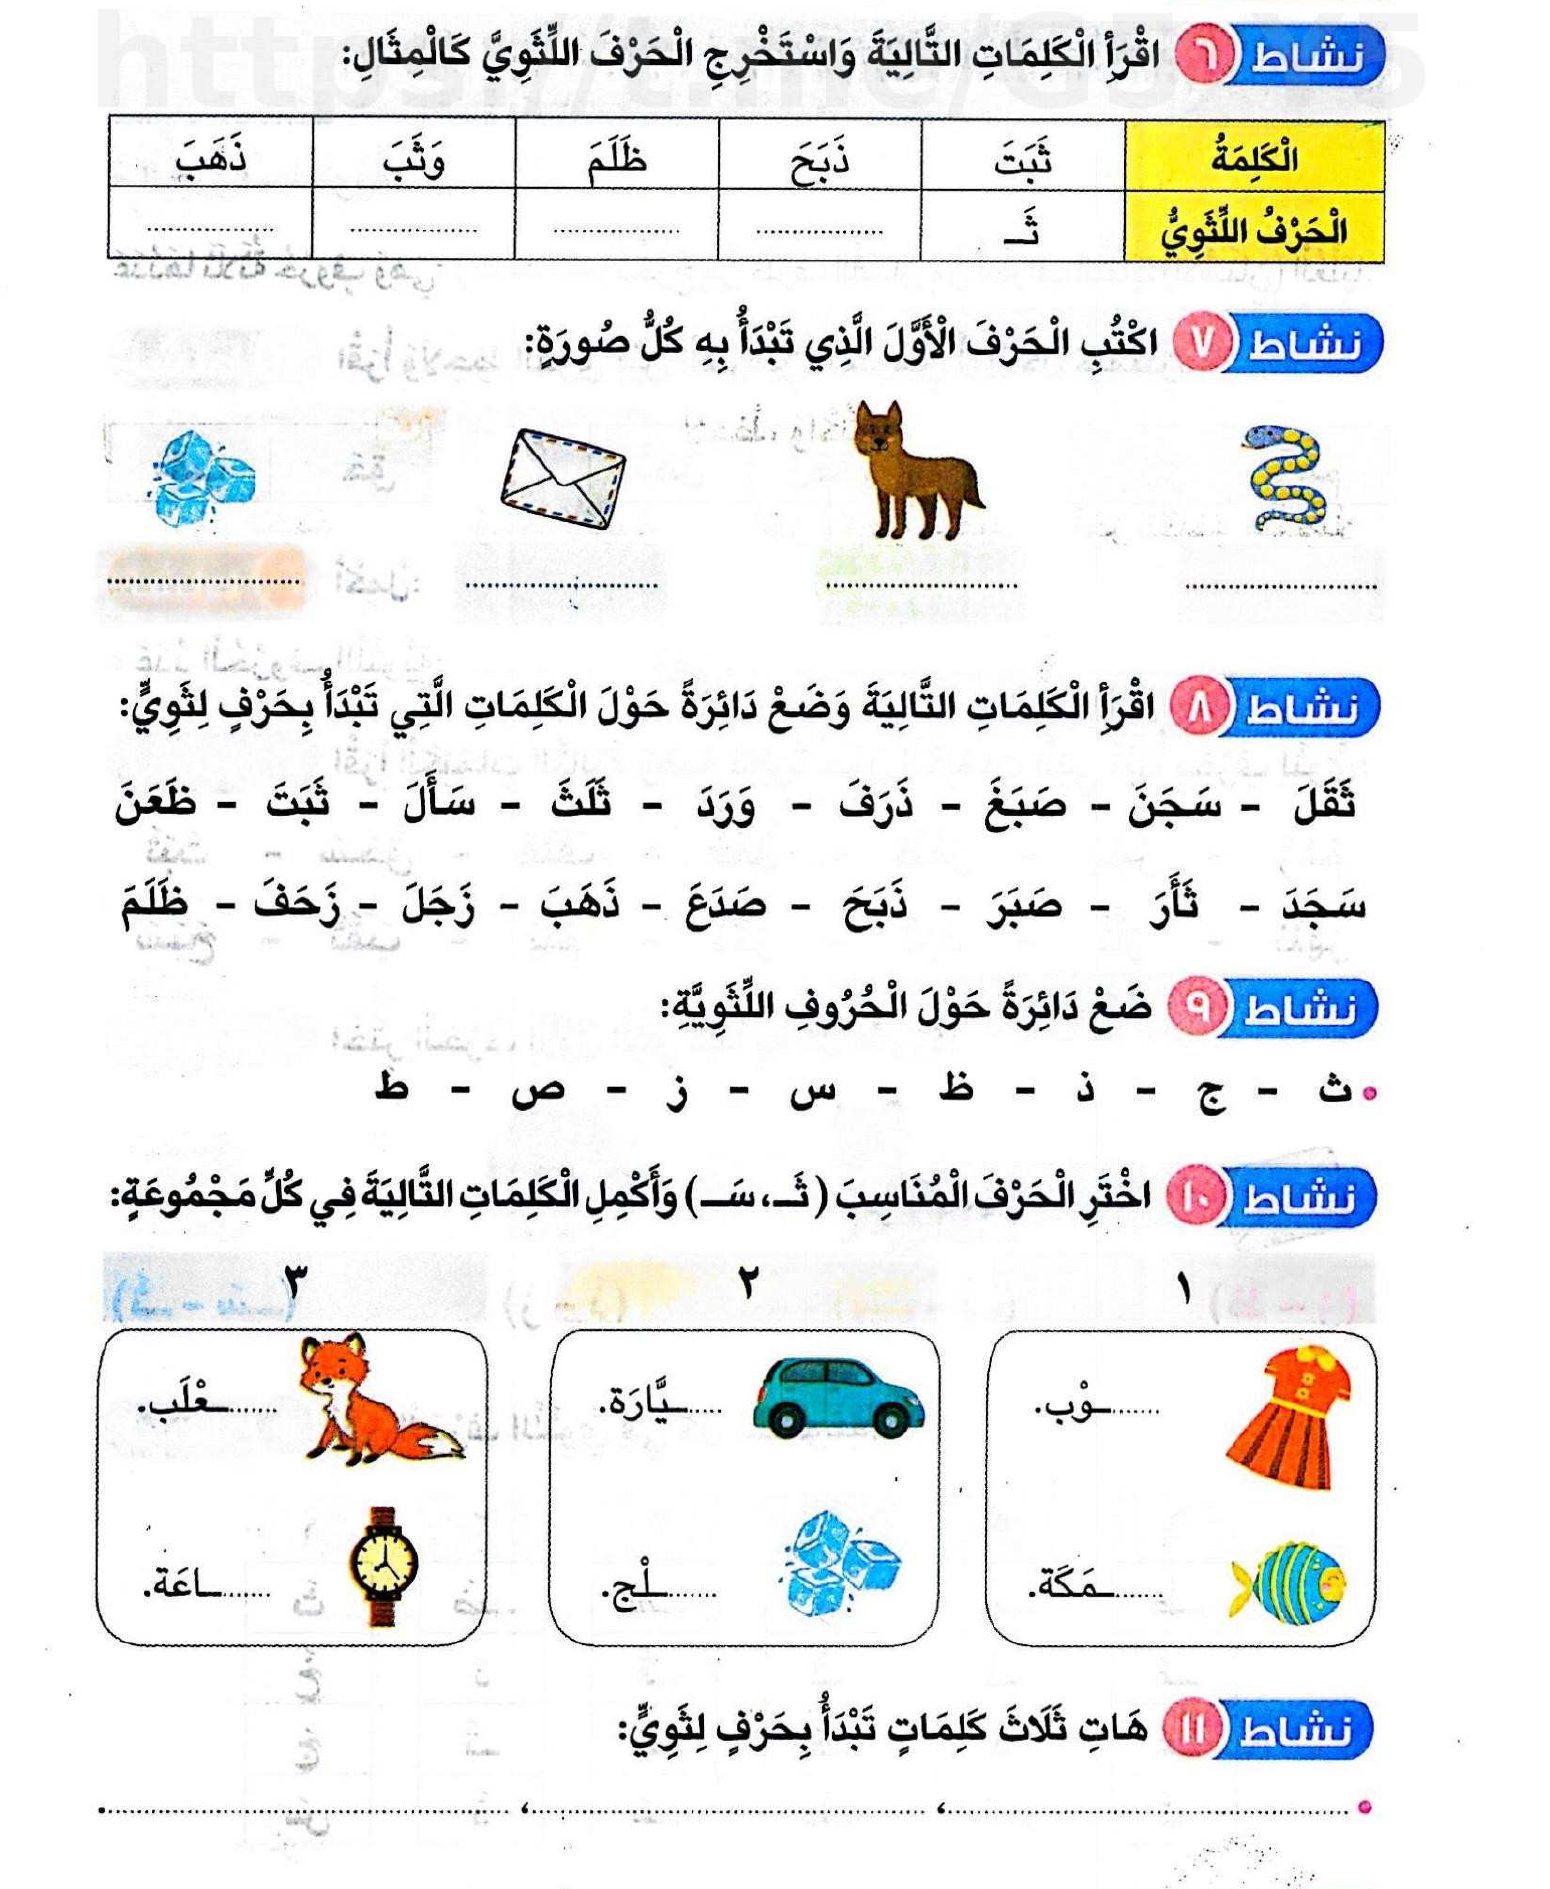 نشاط ٦ اقْرَأِ الْكَلِمَاتِ التَّالِيَةَ وَاسْتَخْرِجِ الْحَرْفَ اللِّثَوِيَّ كَالْمِثَالِ:
الْكَلِمَةُ ثَبَتَ ذَبَحَ ظَلَمَ وَثَبَ ذَهَبَ
الْحَرْفُ اللِّثَوِيُّ ثَـ ............ ............ ............ ............
نشاط ٧ اكْتُبِ الْحَرْفَ الْأَوَّلَ الَّذِي تَبْدَأُ بِهِ كُلُّ صُورَةٍ:
............ ............ ............ ............
نشاط ٨ اقْرَأِ الْكَلِمَاتِ التَّالِيَةَ وَضَعْ دَائِرَةً حَوْلَ الْكَلِمَاتِ الَّتِي تَبْدَأُ بِحَرْفٍ لِثَوِيٍّ:
ثَقَلَ - سَجَنَ - صَبَغَ - ذَرَفَ - وَرَدَ - ثَلَثَ - سَأَلَ - ثَبَتَ - ظَعَنَ
سَجَدَ - ثَأَرَ - صَبَرَ - ذَبَحَ - صَدَعَ - ذَهَبَ - زَجَلَ - زَحَفَ - ظَلَمَ
نشاط ٩ ضَعْ دَائِرَةً حَوْلَ الْحُرُوفِ اللِّثَوِيَّةِ:
• ث - ج - ذ - ظ - س - ز - ص - ط
نشاط ١٠ اخْتَرِ الْحَرْفَ الْمُنَاسِبَ (ثَـ، سَـ) وَأَكْمِلِ الْكَلِمَاتِ التَّالِيَةَ فِي كُلِّ مَجْمُوعَةٍ:
١ ٢ ٣
.......ـوْب. .....ـيَّارَة. .......ـعْلَب.
.......ـمَكَة. .......ـلْج. .......ـاعَة.
نشاط ١١ هَاتِ ثَلَاثَ كَلِمَاتٍ تَبْدَأُ بِحَرْفٍ لِثَوِيٍّ:
• ............، ............، .............